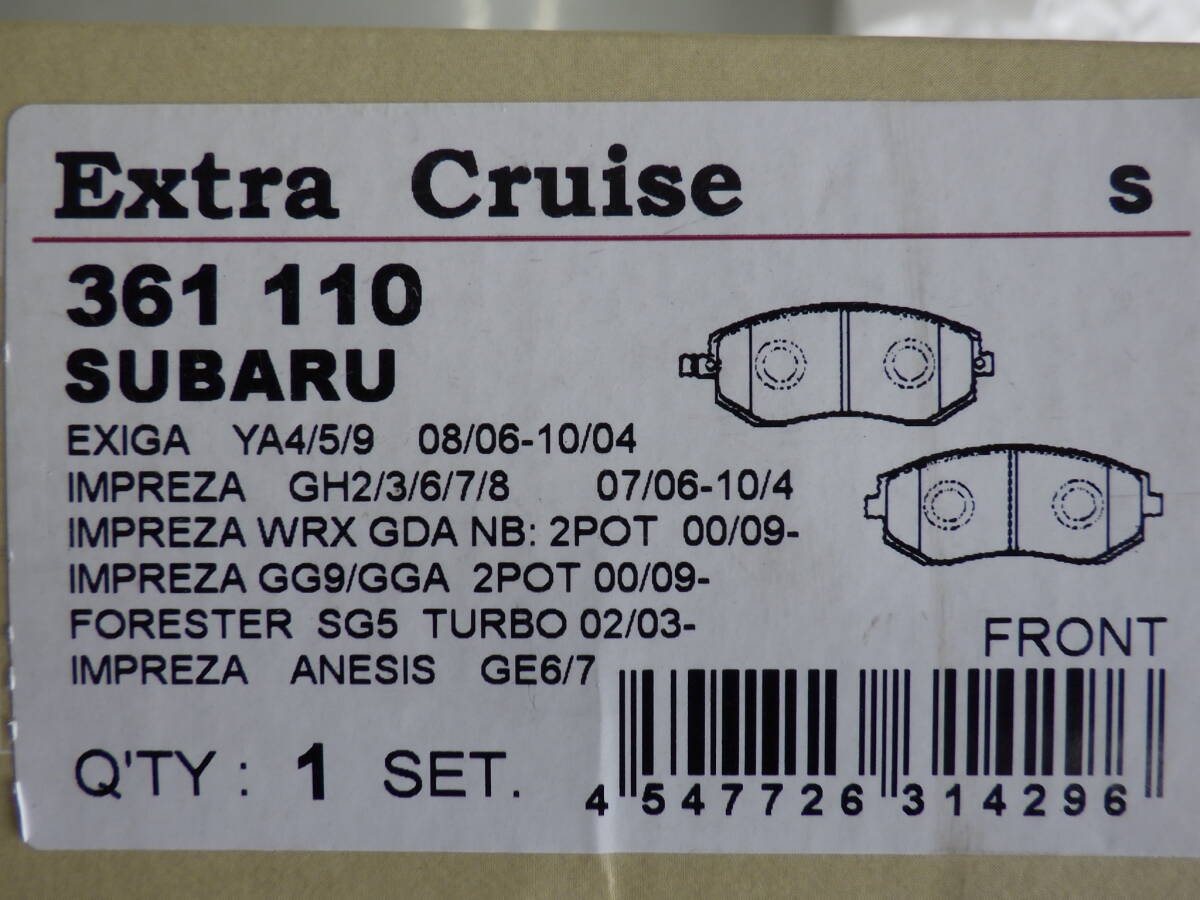 Extra Cruise S
361 110
SUBARU
EXIGA YA4/5/9 08/06-10/04
IMPREZA GH2/3/6/7/8 07/06-10/4
IMPREZA WRX GDA NB: 2POT 00/09-
IMPREZA GG9/GGA 2POT 00/09-
FORESTER SG5 TURBO 02/03-
IMPREZA ANESIS GE6/7
FRONT
Q'TY : 1 SET.
4 547726 314296